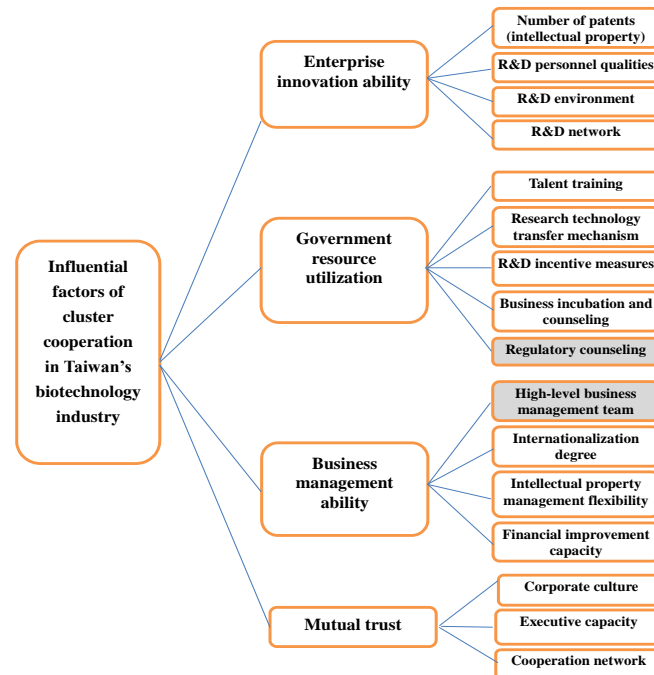 Influential
factors of
cluster
cooperation
in Taiwan's
biotechnology
industry
Enterprise
innovation ability
Number of patents
(intellectual property)
R&D personnel qualities
R&D environment
R&D network
Government
resource
utilization
Talent training
Research technology
transfer mechanism
R&D incentive measures
Business incubation and
counseling
Regulatory counseling
Business
management
ability
High-level business
management team
Internationalization
degree
Intellectual property
management flexibility
Financial improvement
capacity
Mutual trust
Corporate culture
Executive capacity
Cooperation network